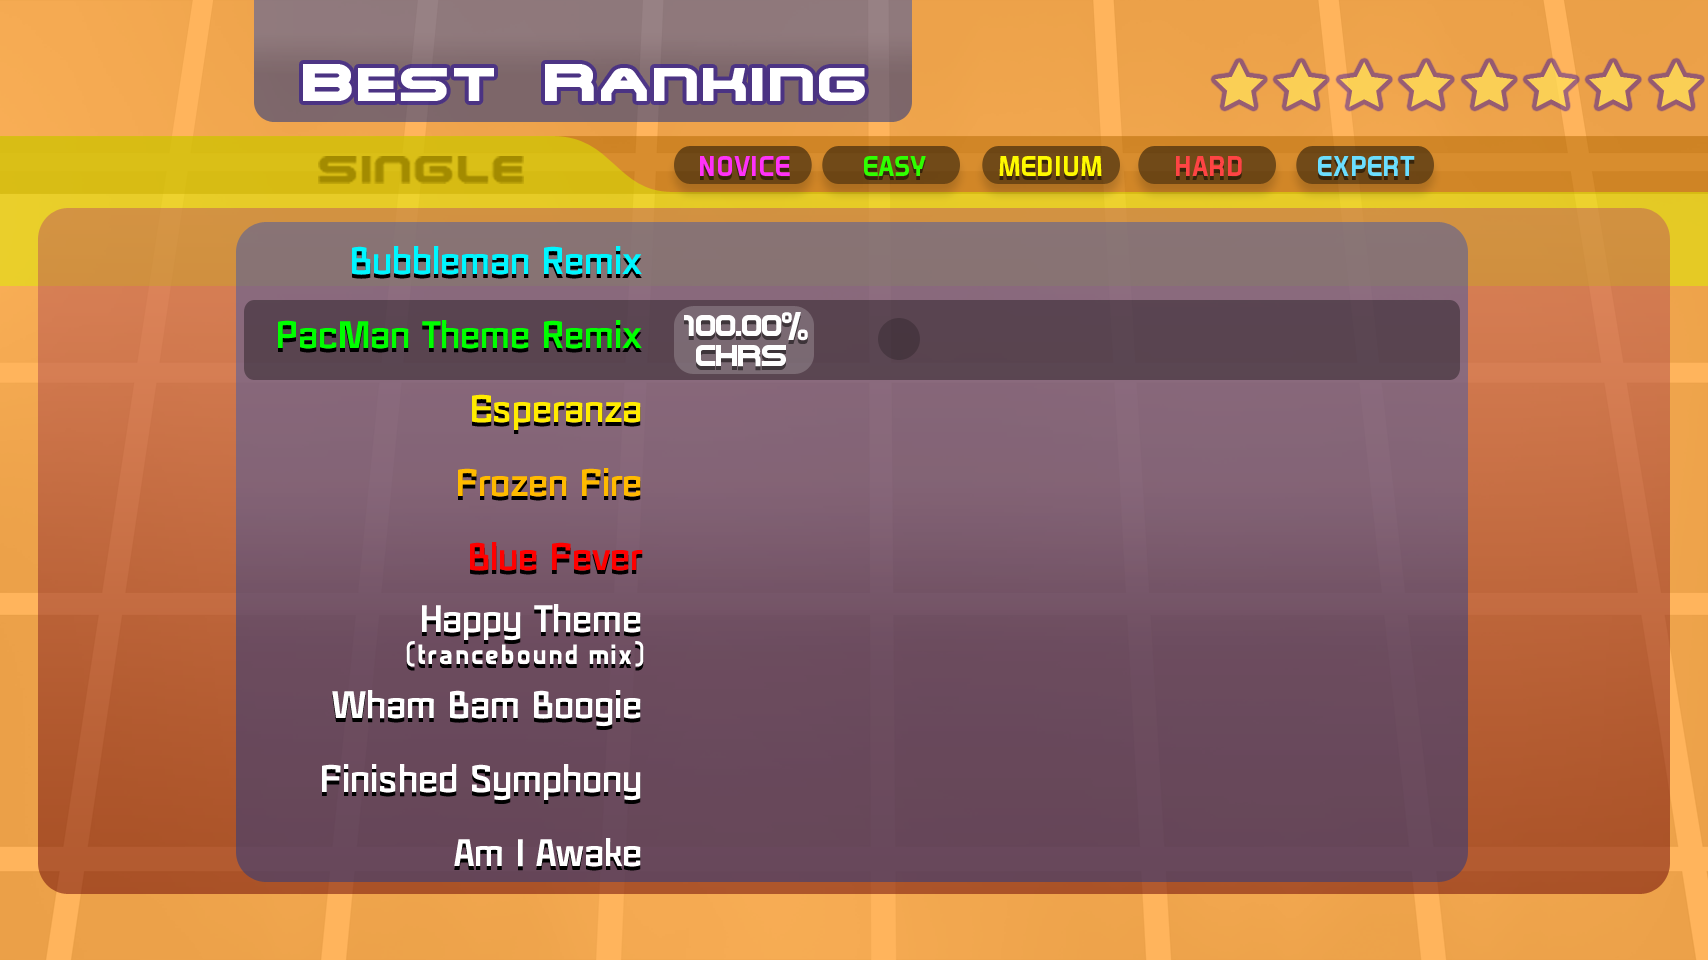 Best Ranking
SINGLE
NOVICE EASY MEDIUM HARD EXPERT
Bubbleman Remix
PacMan Theme Remix
100.00%
CHRS
Esperanza
Frozen Fire
Blue Fever
Happy Theme
(trancebound mix)
Wham Bam Boogie
Finished Symphony
Am I Awake